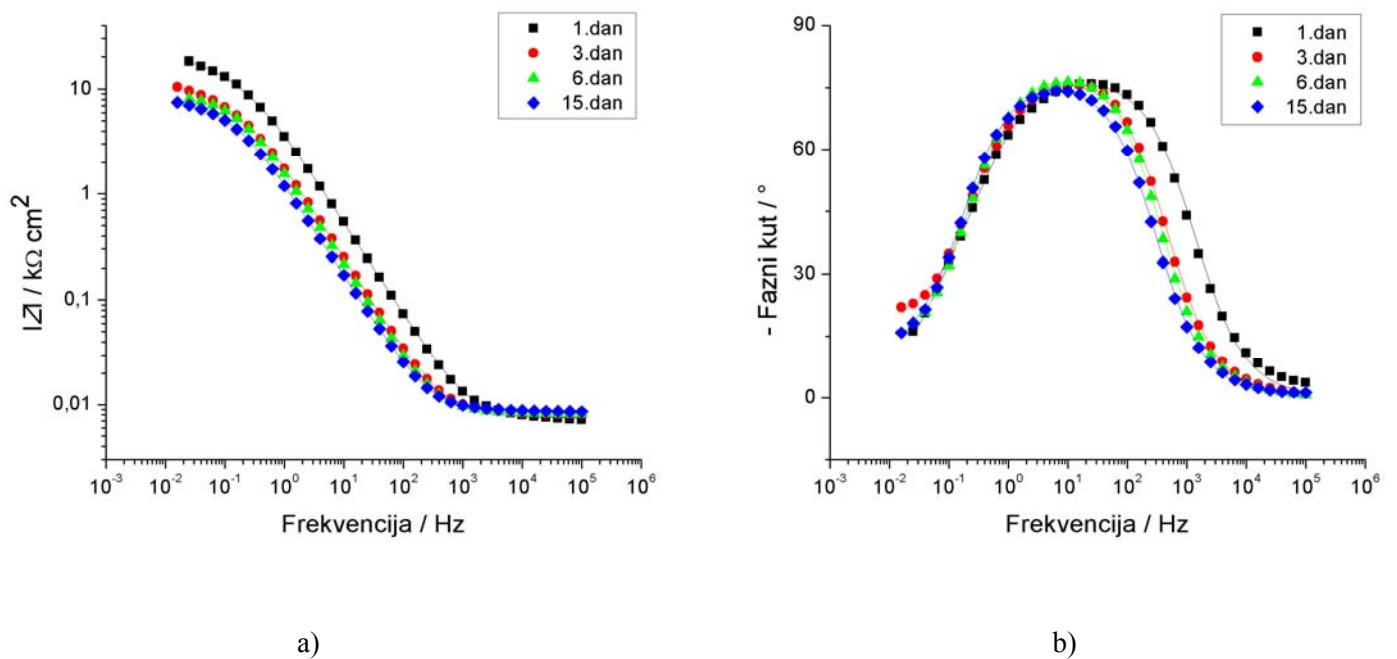 1.dan
3.dan
6.dan
15.dan
10
1
0,1
0,01
|Z| / kΩ cm²
10⁻³ 10⁻² 10⁻¹ 10⁰ 10¹ 10² 10³ 10⁴ 10⁵ 10⁶
Frekvencija / Hz
a)
1.dan
3.dan
6.dan
15.dan
90
60
30
0
- Fazni kut / °
10⁻³ 10⁻² 10⁻¹ 10⁰ 10¹ 10² 10³ 10⁴ 10⁵ 10⁶
Frekvencija / Hz
b)